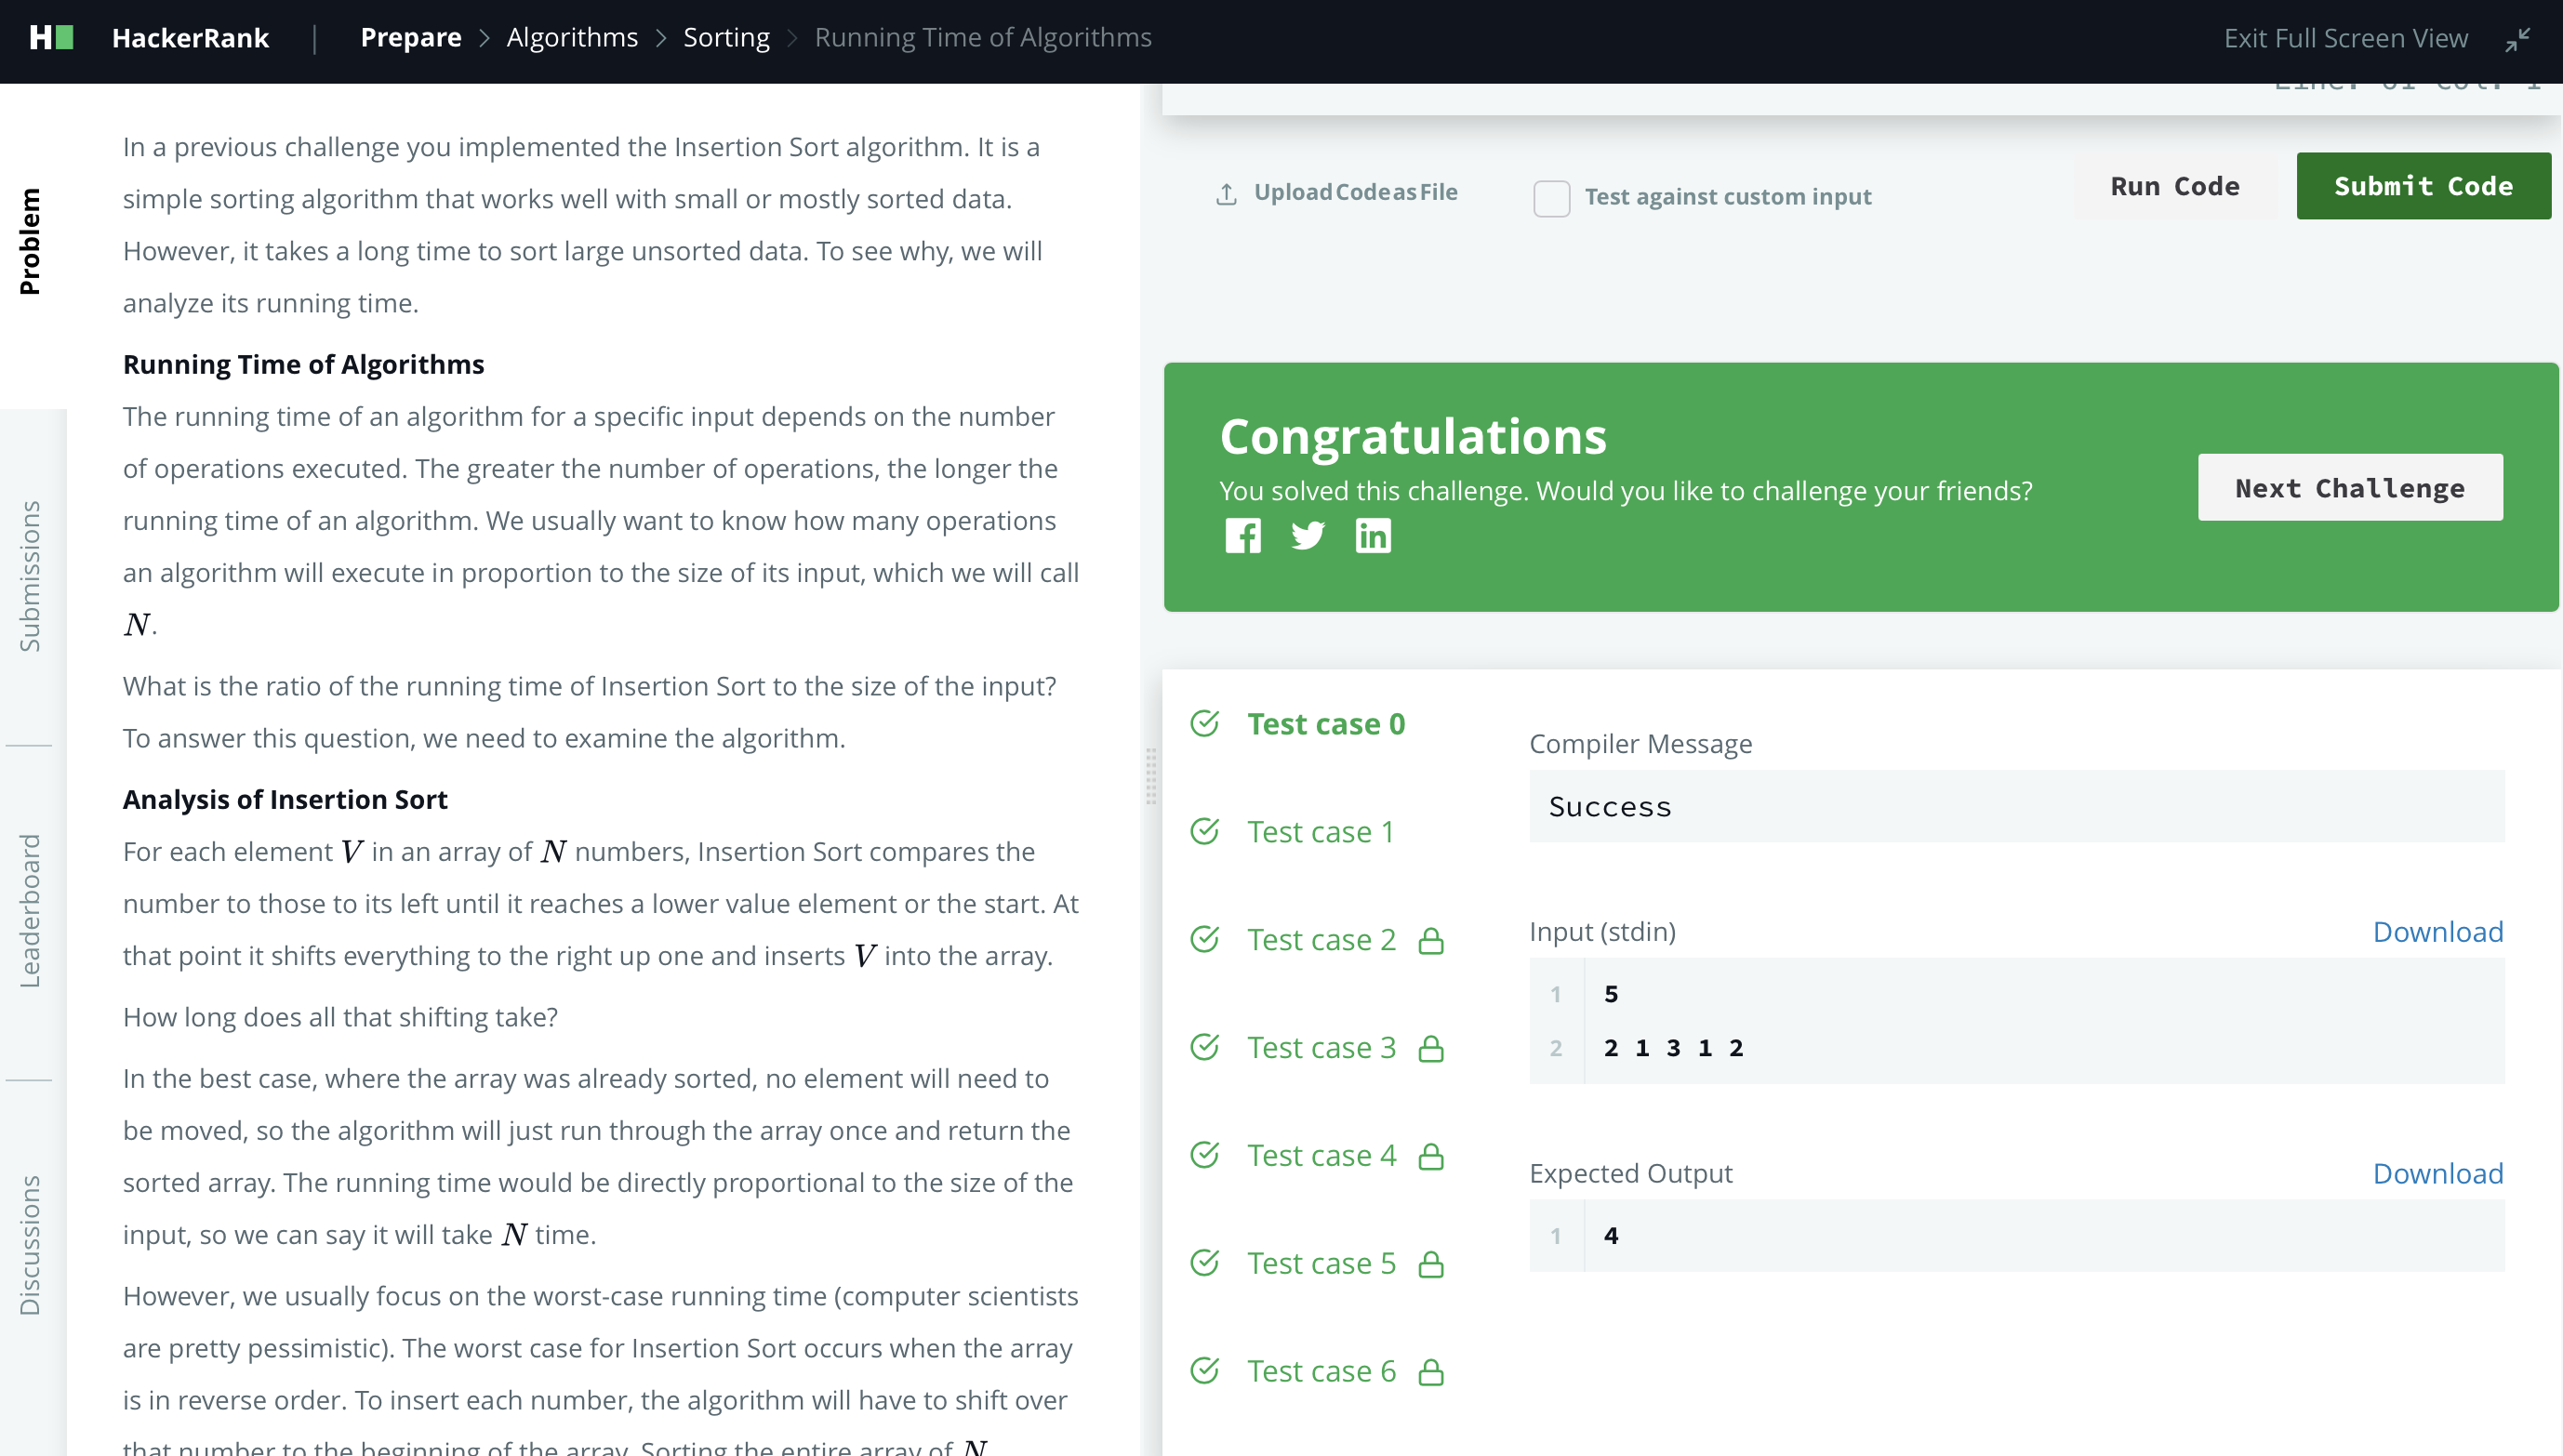 H HackerRank | Prepare > Algorithms > Sorting > Running Time of Algorithms Exit Full Screen View
Problem
Submissions
Leaderboard
Discussions
In a previous challenge you implemented the Insertion Sort algorithm. It is a
simple sorting algorithm that works well with small or mostly sorted data.
However, it takes a long time to sort large unsorted data. To see why, we will
analyze its running time.
Running Time of Algorithms
The running time of an algorithm for a specific input depends on the number
of operations executed. The greater the number of operations, the longer the
running time of an algorithm. We usually want to know how many operations
an algorithm will execute in proportion to the size of its input, which we will call
N.
What is the ratio of the running time of Insertion Sort to the size of the input?
To answer this question, we need to examine the algorithm.
Analysis of Insertion Sort
For each element V in an array of N numbers, Insertion Sort compares the
number to those to its left until it reaches a lower value element or the start. At
that point it shifts everything to the right up one and inserts V into the array.
How long does all that shifting take?
In the best case, where the array was already sorted, no element will need to
be moved, so the algorithm will just run through the array once and return the
sorted array. The running time would be directly proportional to the size of the
input, so we can say it will take N time.
However, we usually focus on the worst-case running time (computer scientists
are pretty pessimistic). The worst case for Insertion Sort occurs when the array
is in reverse order. To insert each number, the algorithm will have to shift over
that number to the beginning of the array. Sorting the entire array of N
Upload Code as File
Test against custom input
Run Code
Submit Code
Congratulations
You solved this challenge. Would you like to challenge your friends?
Next Challenge
Test case 0
Test case 1
Test case 2
Test case 3
Test case 4
Test case 5
Test case 6
Compiler Message
Success
Input (stdin) Download
1 5
2 2 1 3 1 2
Expected Output Download
1 4